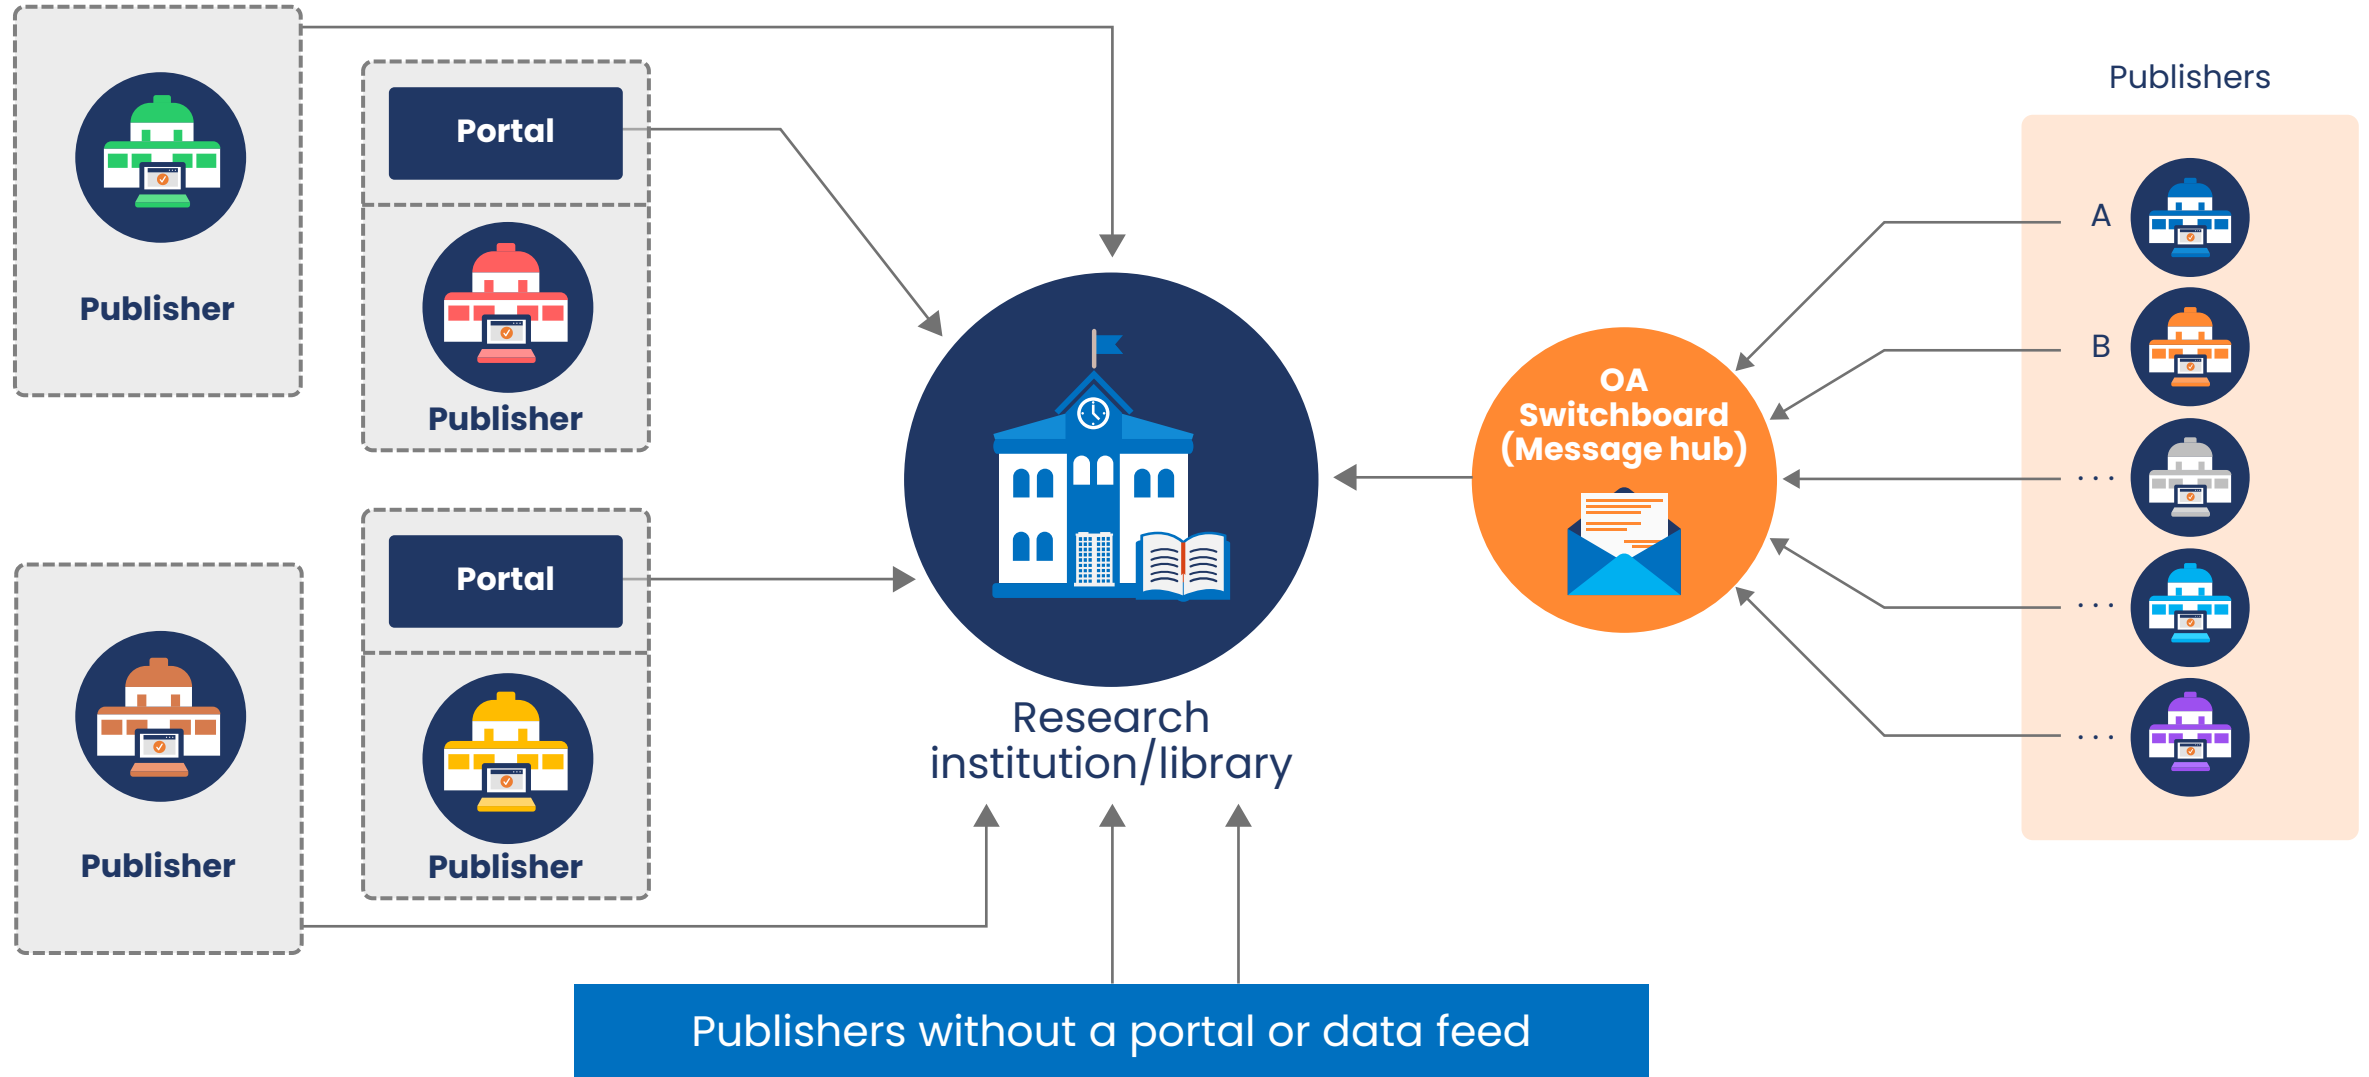 Publisher
Portal
Publisher
Portal
Publisher
Publisher
Research
institution/library
OA
Switchboard
(Message hub)
Publishers
A
B
...
...
...
Publishers without a portal or data feed